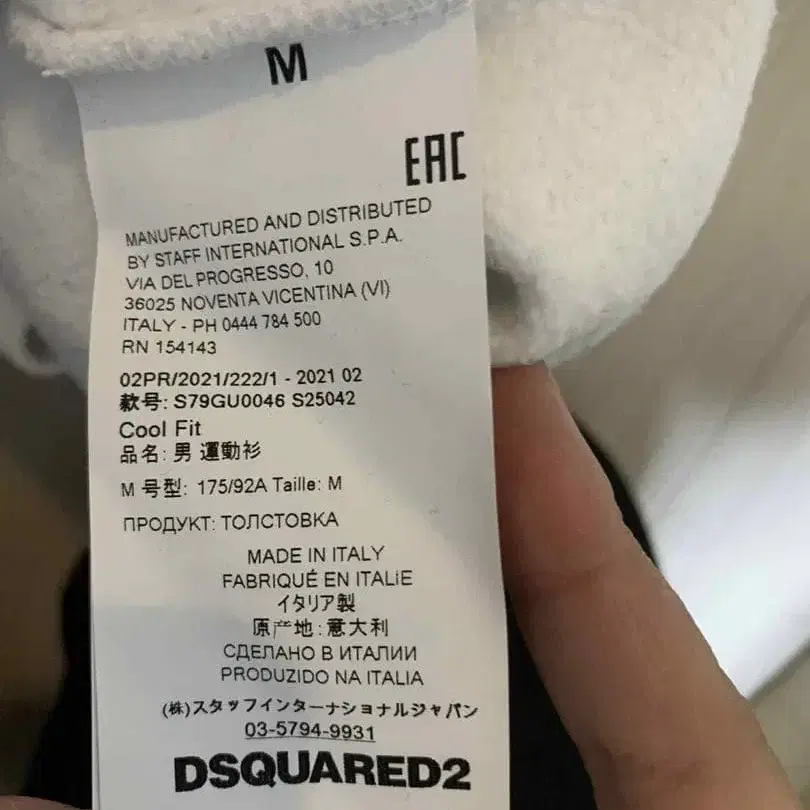 M
EAC
MANUFACTURED AND DISTRIBUTED
BY STAFF INTERNATIONAL S.P.A.
VIA DEL PROGRESSO, 10
36025 NOVENTA VICENTINA (VI)
ITALY - PH 0444 784 500
RN 154143
02PR/2021/222/1 - 2021 02
款号: S79GU0046 S25042
Cool Fit
品名: 男 運動衫
M 号型: 175/92A Taille: M
ПРОДУКТ: ТОЛСТОВКА
MADE IN ITALY
FABRIQUÉ EN ITALiE
イタリア製
原产地: 意大利
СДЕЛАНО В ИТАЛИИ
PRODUZIDO NA ITALIA
(株)スタッフインターナショナルジャパン
03-5794-9931
DSQUARED2